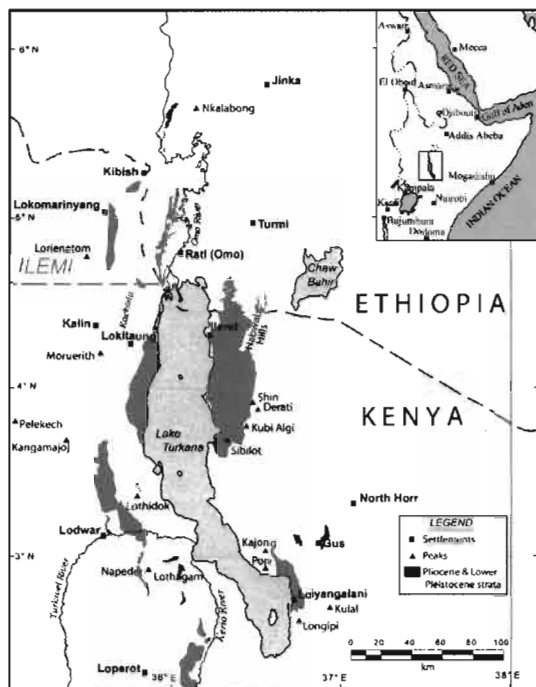 6° N
Jinka
Nkalabong
Kibish
Lokomarinyang
5° N
Turmi
Omo River
Lorienatom
Rati (Omo)
ILEMI
Chaw
Bahir
ETHIOPIA
Kalin
Kachoda
Ileret
Nabwal
Hills
Lokitaung
Moruerith
4° N
Shin
Derati
KENYA
Pelekech
Kubi Algi
Kangamajoj
Lake
Turkana
Sibilot
Lothidok
North Horr
Lodwar
3° N
Kajong
Gus
Porr
Naped
Lothagam
Turkwel River
Kerio River
Loiyangalani
Kulal
Longipi
Loperot
36° E
37° E
38° E
LEGEND
Settlements
Peaks
Pliocene & Lower
Pleistocene strata
0 20 40 60 80 100
km
Aswan
Mecca
RED SEA
El Obeid
Asmara
Djibouti
Gulf of Aden
Addis Abeba
Mogadishu
Kampala
Nairobi
Bujumbura
Dodoma
INDIAN OCEAN